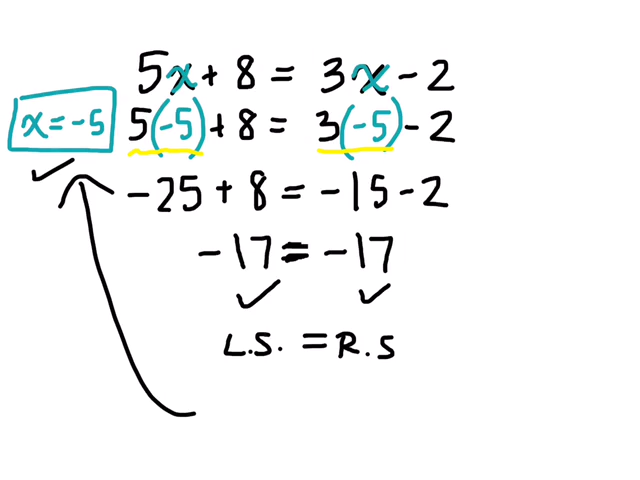 5x + 8 = 3x - 2
x = -5
5(-5) + 8 = 3(-5) - 2
-25 + 8 = -15 - 2
-17 = -17
L.S. = R.S